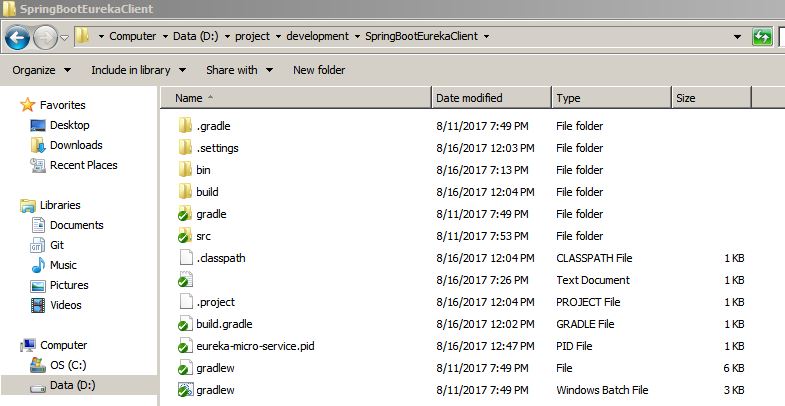 SpringBootEurekaClient
Computer Data (D:) project development SpringBootEurekaClient
Organize Include in library Share with New folder
Favorites
Desktop
Downloads
Recent Places
Libraries
Documents
Git
Music
Pictures
Videos
Computer
OS (C:)
Data (D:)
Name Date modified Type Size
.gradle 8/11/2017 7:49 PM File folder
.settings 8/16/2017 12:03 PM File folder
bin 8/16/2017 7:13 PM File folder
build 8/16/2017 12:04 PM File folder
gradle 8/11/2017 7:49 PM File folder
src 8/11/2017 7:53 PM File folder
.classpath 8/16/2017 12:04 PM CLASSPATH File 1 KB
8/16/2017 7:26 PM Text Document 1 KB
.project 8/16/2017 12:04 PM PROJECT File 1 KB
build.gradle 8/16/2017 12:02 PM GRADLE File 1 KB
eureka-micro-service.pid 8/16/2017 12:47 PM PID File 1 KB
gradlew 8/11/2017 7:49 PM File 6 KB
gradlew 8/11/2017 7:49 PM Windows Batch File 3 KB